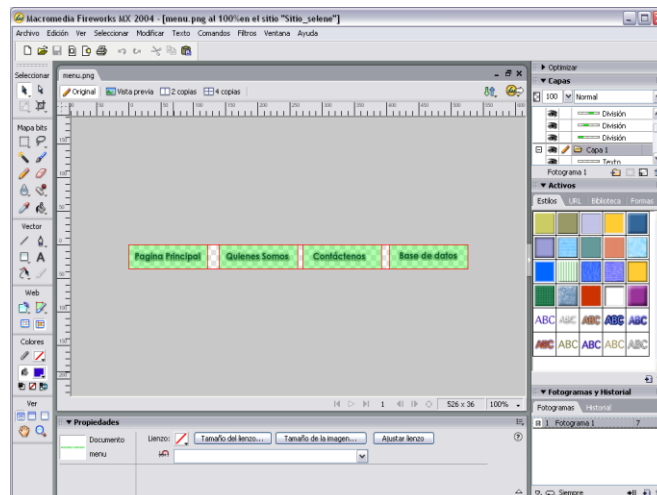 Macromedia Fireworks MX 2004 - [menu.png al 100%en el sitio "Sitio_selene"]
Archivo Edición Ver Seleccionar Modificar Texto Comandos Filtros Ventana Ayuda
Seleccionar
menu.png
Original Vista previa 2 copias 4 copias
Mapa bits
Vector
Web
Colores
Ver
Pagina Principal Quienes Somos Contáctenos Base de datos
1 526 x 36 100%
Propiedades
Documento
menu
Lienzo: Tamaño del lienzo... Tamaño de la imagen... Ajustar lienzo
Optimizar
Capas
100 Normal
División
División
División
Capa 1
Texto
Fotograma 1
Activos
Estilos URL Biblioteca Formas
ABC ABC ABC ABC ABC
ABC ABC ABC ABC ABC
Fotogramas y Historial
Fotogramas Historial
1 Fotograma 1 7
Siempre